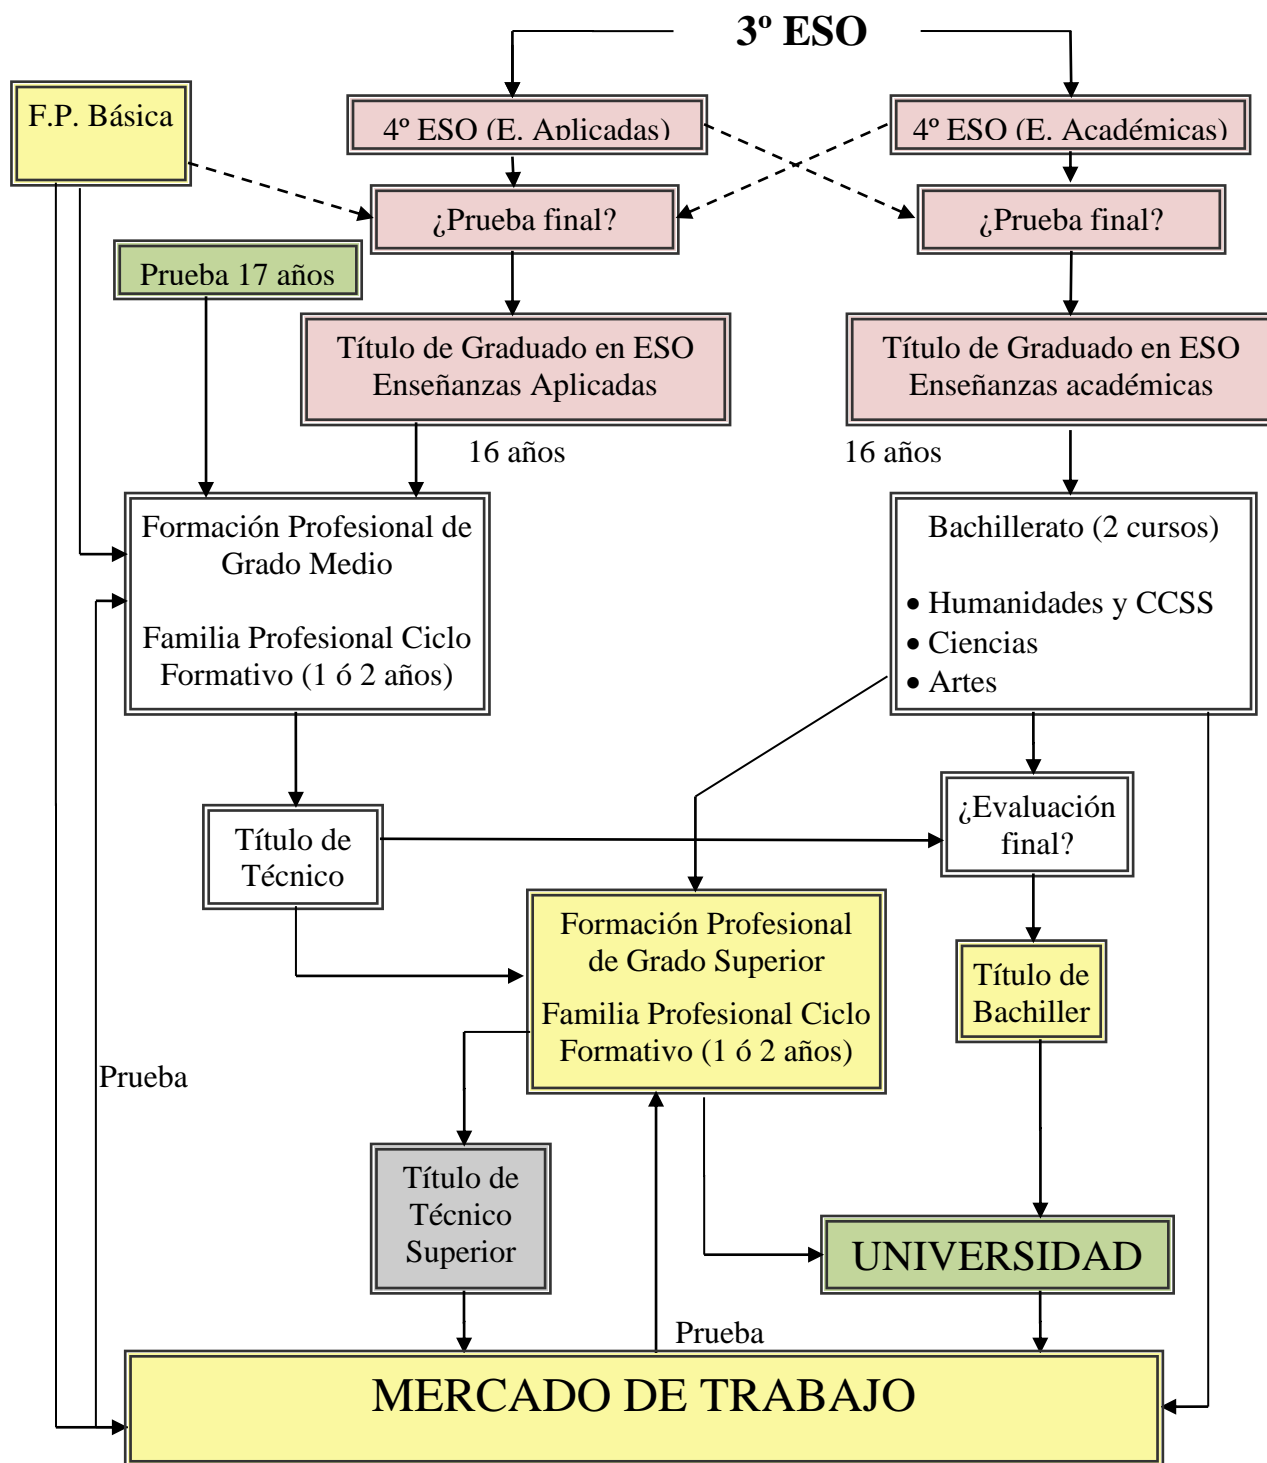 3º ESO
F.P. Básica
4º ESO (E. Aplicadas)
4º ESO (E. Académicas)
¿Prueba final?
¿Prueba final?
Prueba 17 años
Título de Graduado en ESO
Enseñanzas Aplicadas
Título de Graduado en ESO
Enseñanzas académicas
16 años
16 años
Formación Profesional de
Grado Medio
Familia Profesional Ciclo
Formativo (1 ó 2 años)
Bachillerato (2 cursos)
• Humanidades y CCSS
• Ciencias
• Artes
Título de
Técnico
¿Evaluación
final?
Formación Profesional
de Grado Superior
Familia Profesional Ciclo
Formativo (1 ó 2 años)
Título de
Bachiller
Prueba
Título de
Técnico
Superior
UNIVERSIDAD
Prueba
MERCADO DE TRABAJO